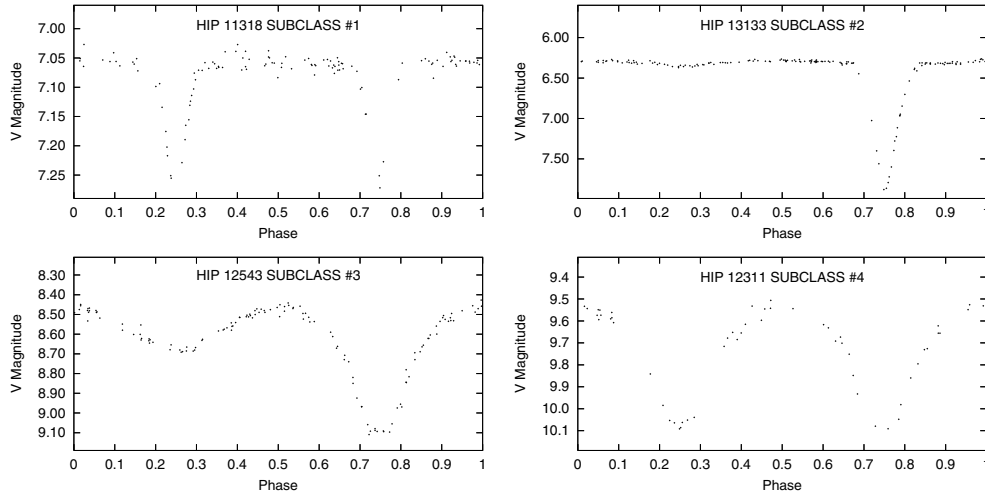 HIP 11318 SUBCLASS #1
V Magnitude
7.00
7.05
7.10
7.15
7.20
7.25
0 0.1 0.2 0.3 0.4 0.5 0.6 0.7 0.8 0.9 1
Phase
HIP 13133 SUBCLASS #2
V Magnitude
6.00
6.50
7.00
7.50
0 0.1 0.2 0.3 0.4 0.5 0.6 0.7 0.8 0.9 1
Phase
HIP 12543 SUBCLASS #3
V Magnitude
8.30
8.40
8.50
8.60
8.70
8.80
8.90
9.00
9.10
0 0.1 0.2 0.3 0.4 0.5 0.6 0.7 0.8 0.9 1
Phase
HIP 12311 SUBCLASS #4
V Magnitude
9.4
9.5
9.6
9.7
9.8
9.9
10.0
10.1
0 0.1 0.2 0.3 0.4 0.5 0.6 0.7 0.8 0.9 1
Phase